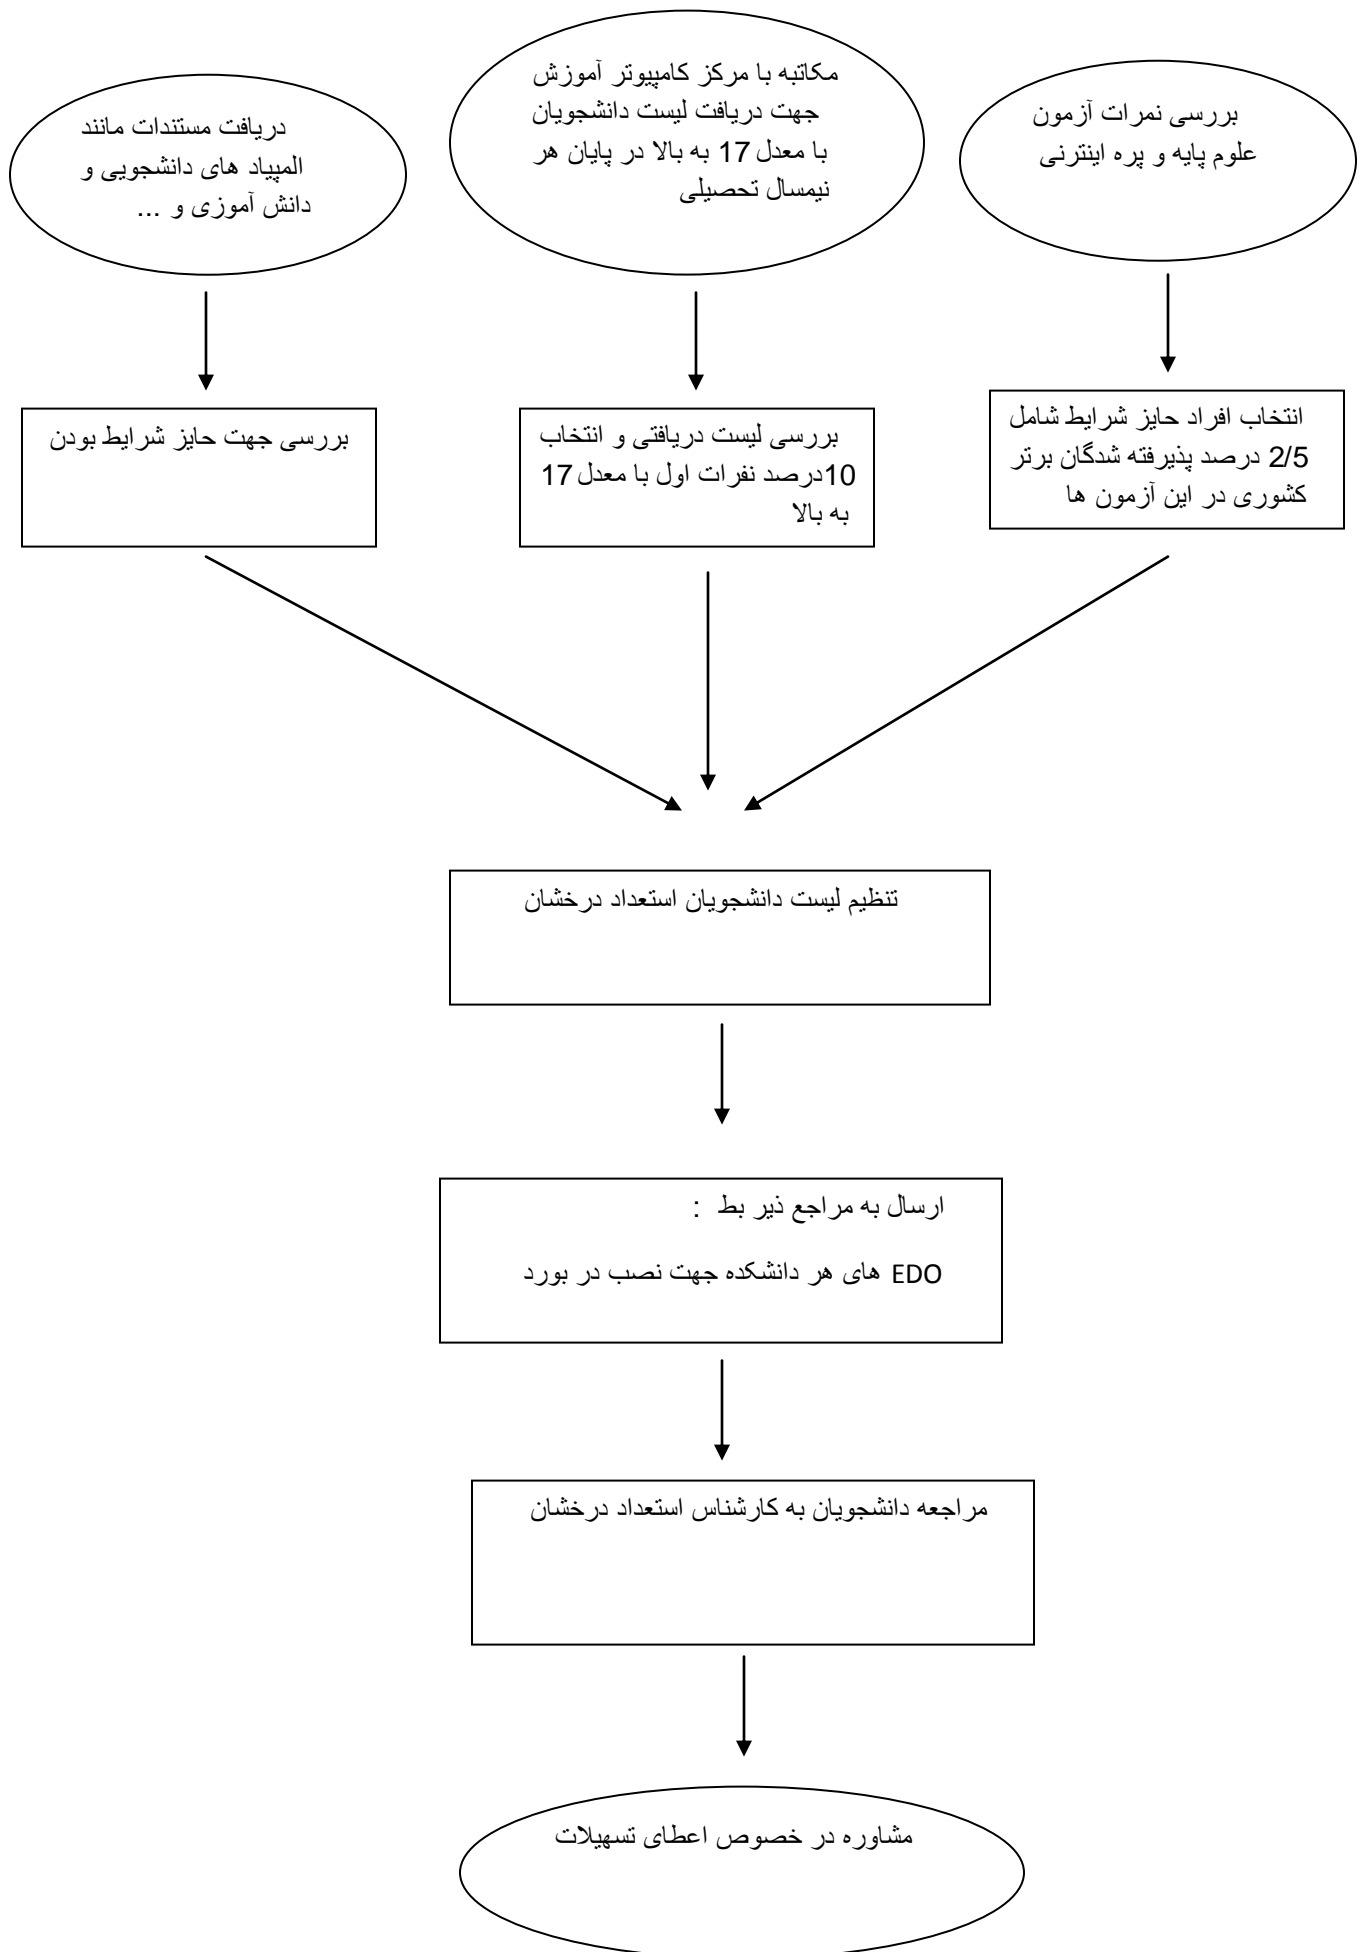 بررسی نمرات آزمون
علوم پایه و پره اینترنی
مکاتبه با مرکز کامپیوتر آموزش
جهت دریافت لیست دانشجویان
با معدل 17 به بالا در پایان هر
نیمسال تحصیلی
دریافت مستندات مانند
المپیاد های دانشجویی و
دانش آموزی و ...
انتخاب افراد حایز شرایط شامل
2/5 درصد پذیرفته شدگان برتر
کشوری در این آزمون ها
بررسی لیست دریافتی و انتخاب
10درصد نفرات اول با معدل 17
به بالا
بررسی جهت حایز شرایط بودن
تنظیم لیست دانشجویان استعداد درخشان
ارسال به مراجع ذیر بط :
EDO های هر دانشکده جهت نصب در بورد
مراجعه دانشجویان به کارشناس استعداد درخشان
مشاوره در خصوص اعطای تسهیلات